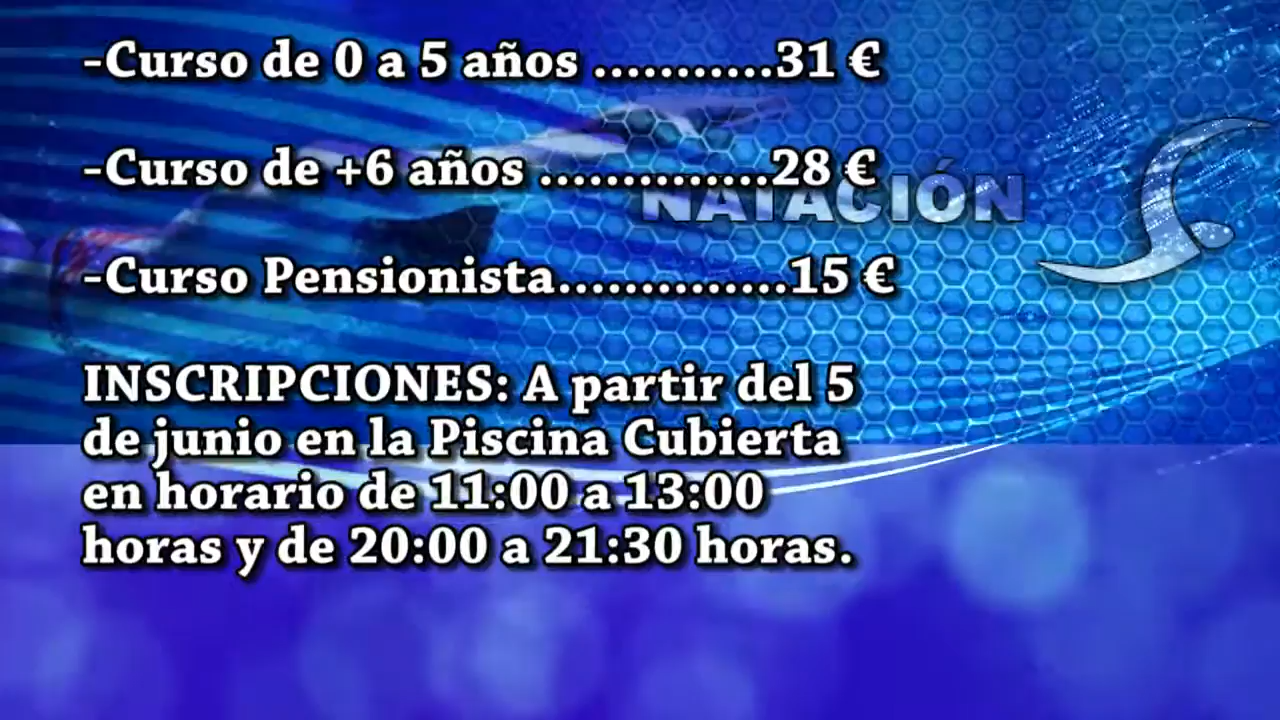 -Curso de 0 a 5 años ...........31 €
-Curso de +6 años ..............28 €
NATACIÓN
-Curso Pensionista..............15 €
INSCRIPCIONES: A partir del 5
de junio en la Piscina Cubierta
en horario de 11:00 a 13:00
horas y de 20:00 a 21:30 horas.